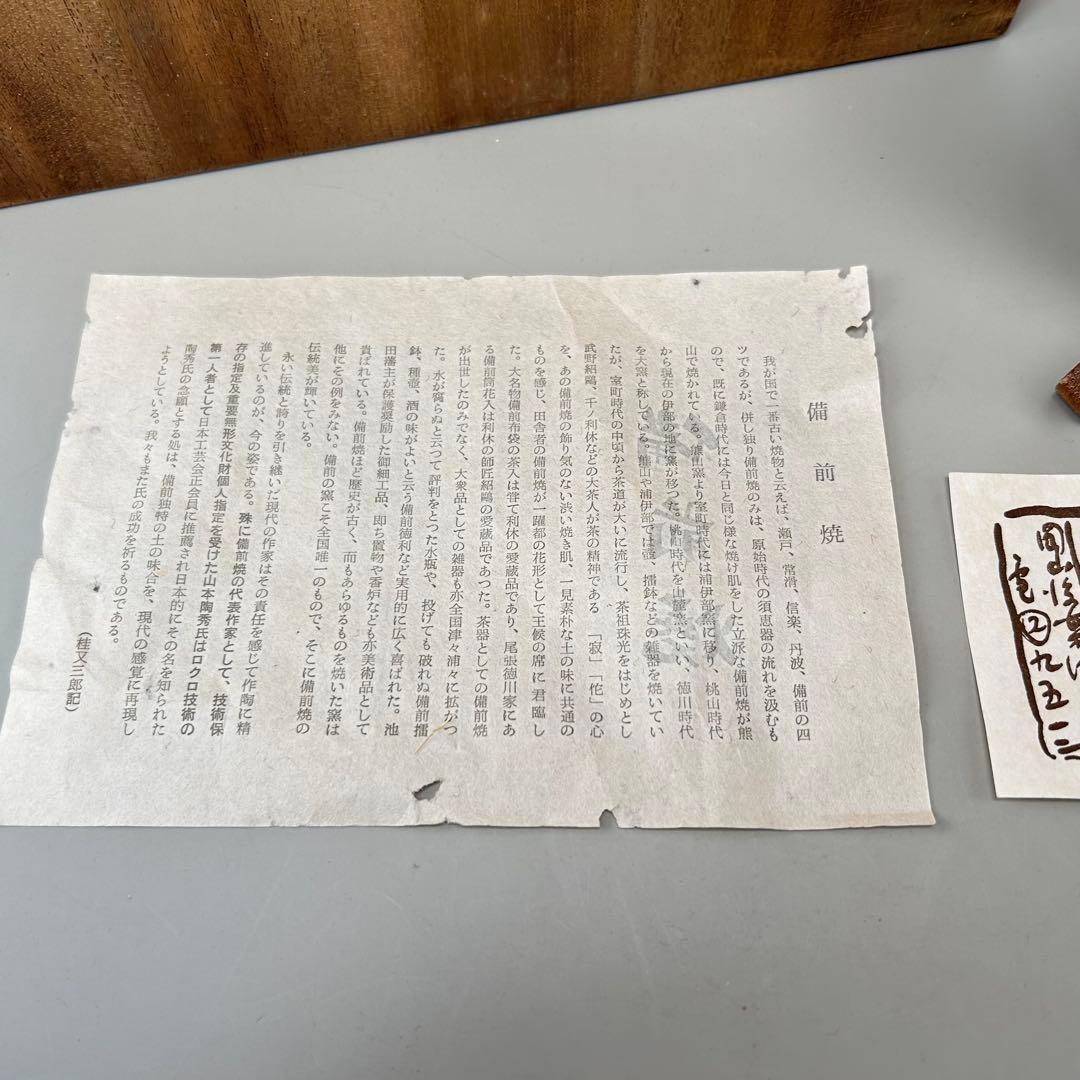 備前焼
我が国で一番古い焼物と云えば、瀬戸、常滑、信楽、丹波、備前の四
ツであるが、併し独り備前焼のみは、原始時代の須恵器の流れを汲むも
ので、既に鎌倉時代には今日と同じ様な焼け肌をした立派な備前焼が熊
山で焼かれている。熊山窯より室町時代には浦伊部窯に移り、桃山時代
から現在の伊部の地に窯が移つた。桃山時代を山麓窯といい、徳川時代
を大窯と称している。熊山や浦伊部では壺、擂鉢などの雑器を焼いてい
たが、室町時代の中頃から茶道が大いに流行し、茶祖珠光をはじめとし
武野紹鷗、千ノ利休などの大茶人が茶の精神である「寂」「侘」の心
を、あの備前焼の飾り気のない渋い焼き肌、一見素朴な土の味に共通の
ものを感じ、田舎者の備前焼が一躍都の花形として王候の席に君臨し
た。大名物備前布袋の茶入は曾て利休の愛蔵品であり、尾張徳川家にあ
る備前筒花入は利休の師匠紹鷗の愛蔵品であつた。茶器としての備前焼
が出世したのみでなく、大衆品としての雑器も亦全国津々浦々に拡がつ
た。水が腐らぬと云つて評判をとった水瓶や、投げても破れぬ備前擂
鉢、種壺、酒の味がよいと云う備前徳利など実用的に広く喜ばれた。池
田藩主が保護奨励した御細工品、即ち置物や香炉なども亦美術品として
貴ばれている。備前焼ほど歴史が古く、而もあらゆるものを焼いた窯は
他にその例をみない。備前の窯こそ全国唯一のもので、そこに備前焼の
伝統美が輝いている。
永い伝統と誇りを引き継いだ現代の作家はその責任を感じて作陶に精
進しているのが、今の姿である。殊に備前焼の代表作家として、技術保
存の指定及重要無形文化財個人指定を受けた山本陶秀氏はロクロ技術の
第一人者として日本工芸会正会員に推薦され日本的にその名を知られた
陶秀氏の念願とする処は、備前独特の土の味合を、現代の感覚に再現し
ようとしている。我々もまた氏の成功を祈るものである。
（桂又三郎記）
九五三